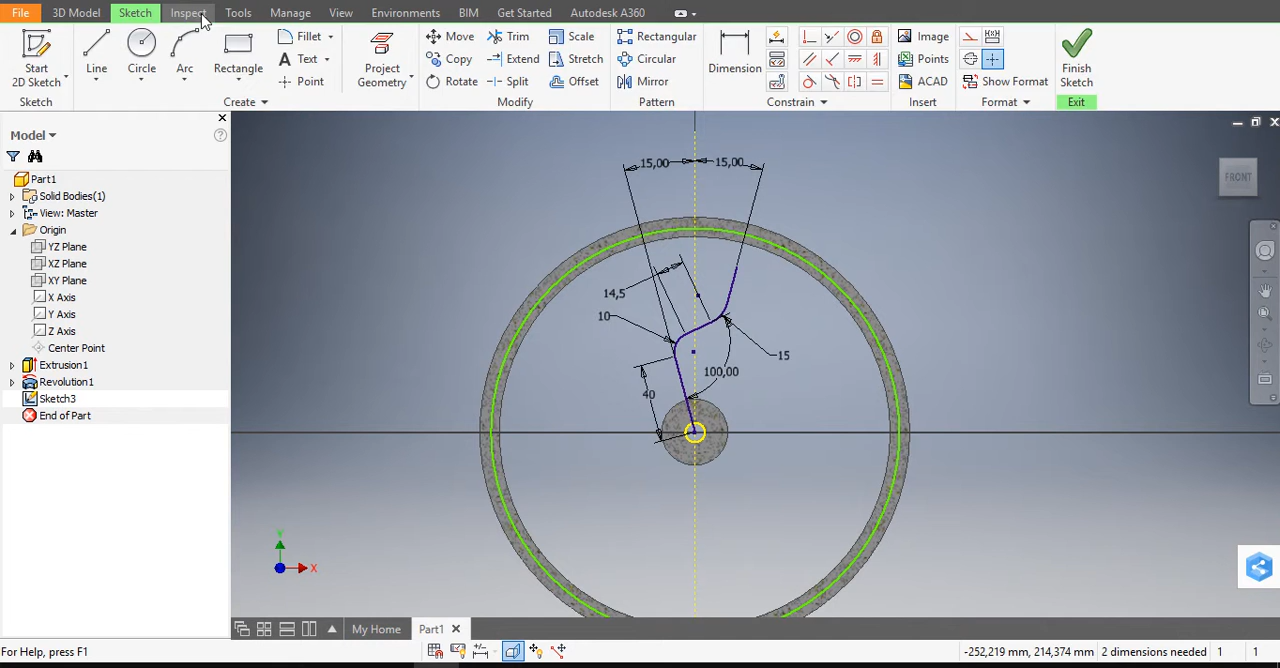 File 3D Model Sketch Inspect Tools Manage View Environments BIM Get Started Autodesk A360
Start
2D Sketch
Line
Circle
Arc
Rectangle
Fillet
Text
Point
Project
Geometry
Move
Copy
Rotate
Trim
Extend
Split
Scale
Stretch
Offset
Rectangular
Circular
Mirror
Dimension
Image
Points
ACAD
Show Format
Finish
Sketch
Sketch Create Modify Pattern Constrain Insert Format Exit
Model
Part1
Solid Bodies(1)
View: Master
Origin
YZ Plane
XZ Plane
XY Plane
X Axis
Y Axis
Z Axis
Center Point
Extrusion1
Revolution1
Sketch3
End of Part
15,00 15,00
14,5
10
15
100,00
40
FRONT
X
My Home Part1
For Help, press F1
-252,219 mm, 214,374 mm 2 dimensions needed 1 1